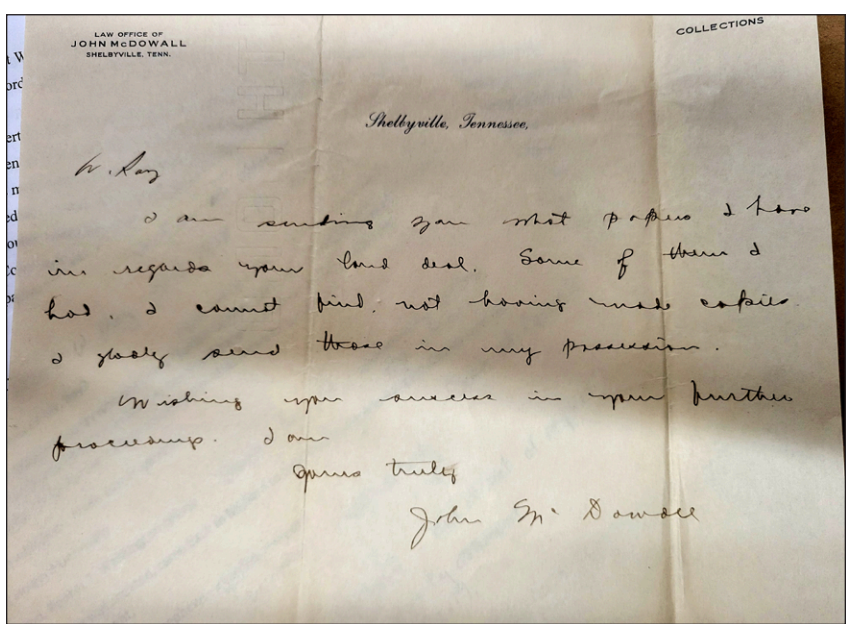 LAW OFFICE OF
JOHN McDOWALL
SHELBYVILLE, TENN.
COLLECTIONS
Shelbyville, Tennessee,
W. Ray
I am sending you what papers I have
in regards your land deal. Some of them I
had, I cannot find, not having made copies.
I gladly send those in my possession.
Wishing you success in your further
proceedings. I am
yours truly
John McDowall